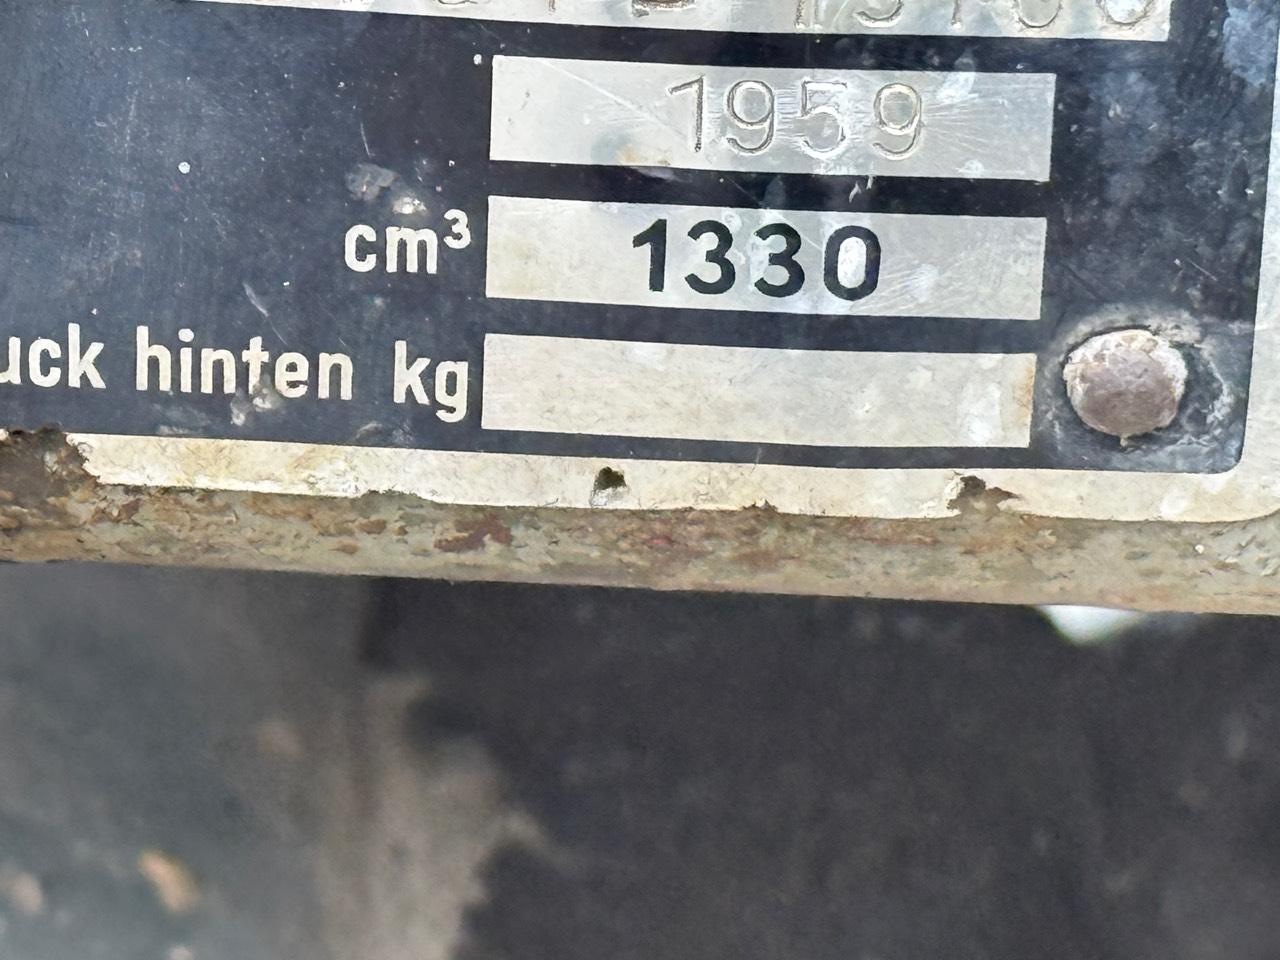 1959
cm³ 1330
uck hinten kg